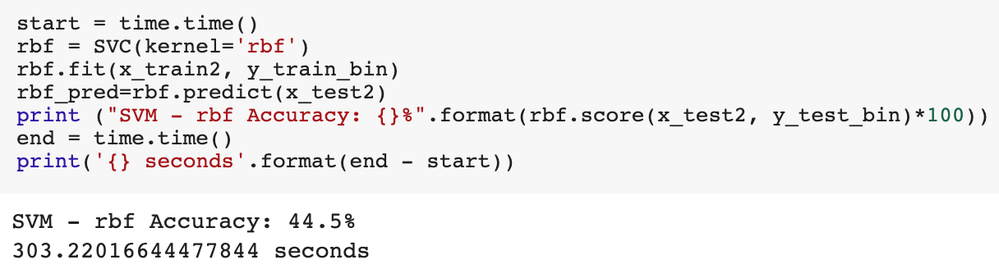 start = time.time()
rbf = SVC(kernel='rbf')
rbf.fit(x_train2, y_train_bin)
rbf_pred=rbf.predict(x_test2)
print ("SVM - rbf Accuracy: {}%".format(rbf.score(x_test2, y_test_bin)*100))
end = time.time()
print('{} seconds'.format(end - start))
SVM - rbf Accuracy: 44.5%
303.22016644477844 seconds